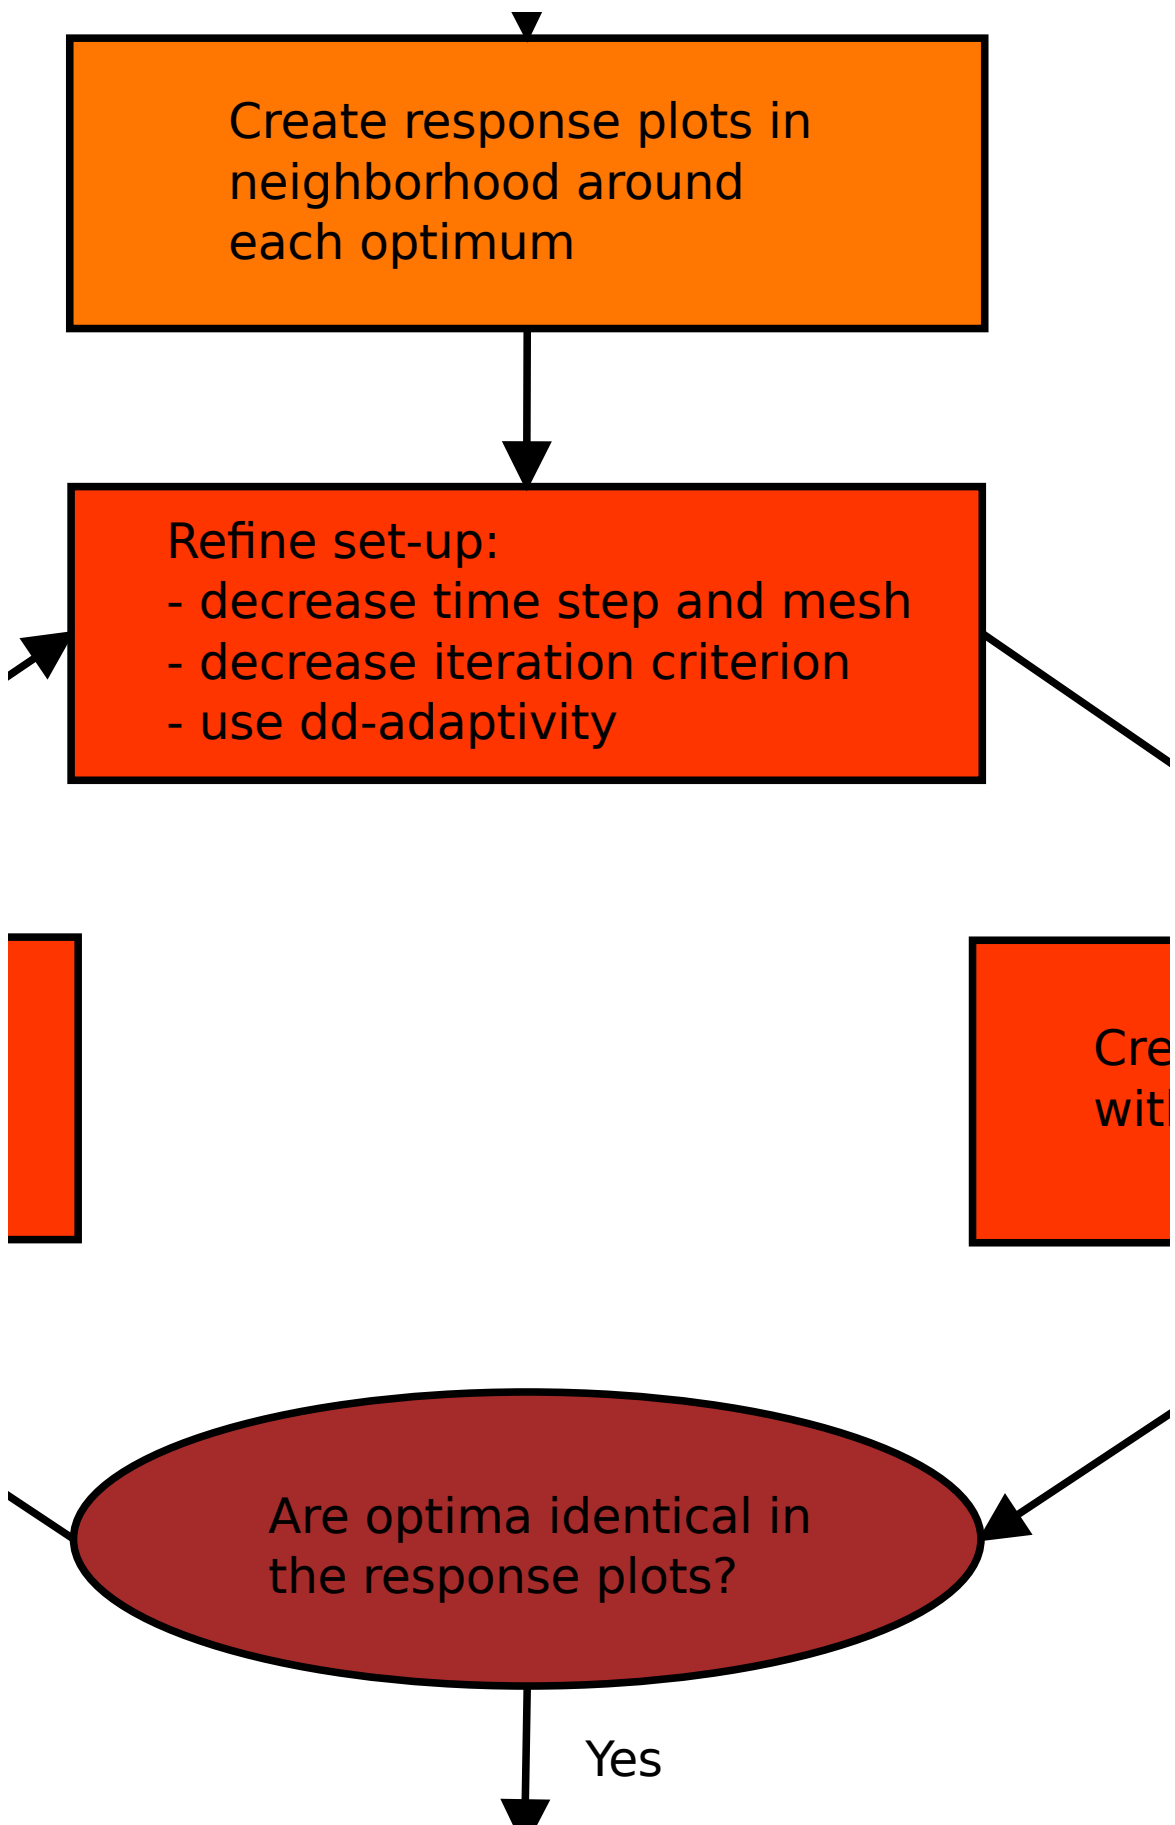 Create response plots in
neighborhood around
each optimum
Refine set-up:
- decrease time step and mesh
- decrease iteration criterion
- use dd-adaptivity
Are optima identical in
the response plots?
Yes